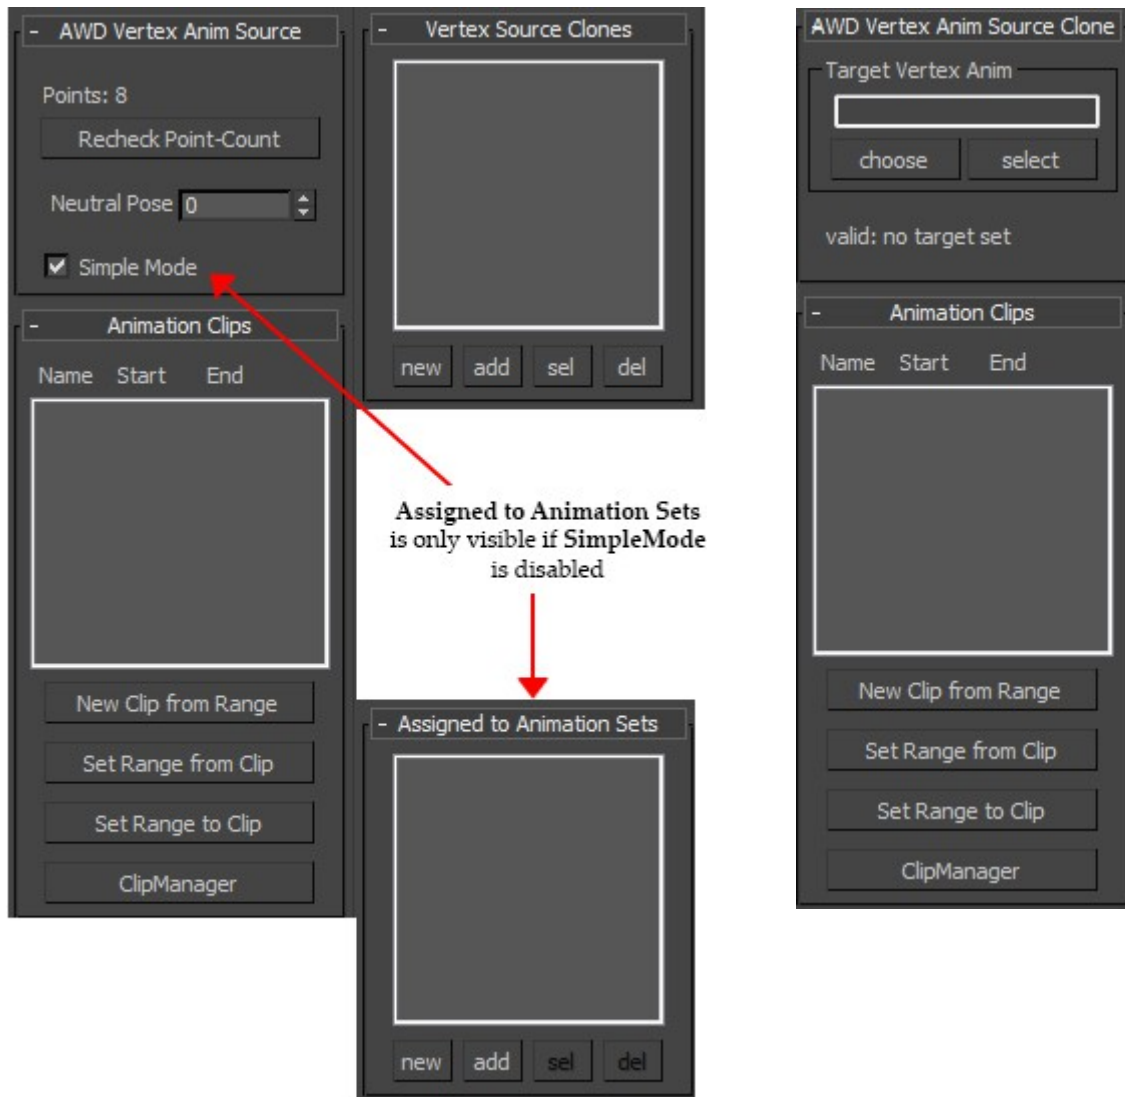 - AWD Vertex Anim Source
Points: 8
Recheck Point-Count
Neutral Pose 0
Simple Mode
- Animation Clips
Name Start End
New Clip from Range
Set Range from Clip
Set Range to Clip
ClipManager
- Vertex Source Clones
new add sel del
Assigned to Animation Sets
is only visible if SimpleMode
is disabled
- Assigned to Animation Sets
new add sel del
AWD Vertex Anim Source Clone
Target Vertex Anim
choose select
valid: no target set
- Animation Clips
Name Start End
New Clip from Range
Set Range from Clip
Set Range to Clip
ClipManager